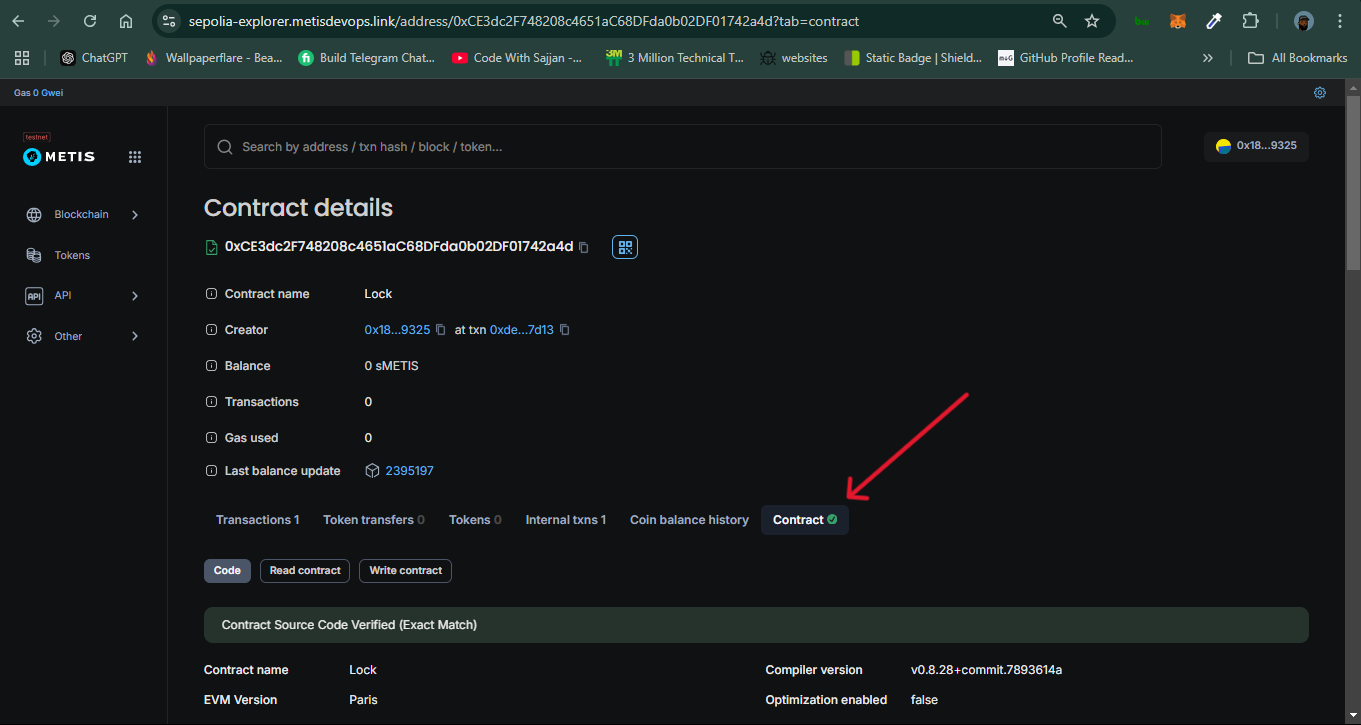 sepolia-explorer.metisdevops.link/address/0xCE3dc2F748208c4651aC68DFda0b02DF01742a4d?tab=contract
ChatGPT Wallpaperflare - Bea... Build Telegram Chat... Code With Sajjan -... 3 Million Technical T... websites Static Badge | Shield... GitHub Profile Read... » All Bookmarks
Gas 0 Gwei
testnet
METIS
Search by address / txn hash / block / token...
0x18...9325
Blockchain
Tokens
API
Other
Contract details
0xCE3dc2F748208c4651aC68DFda0b02DF01742a4d
Contract name Lock
Creator 0x18...9325 at txn 0xde...7d13
Balance 0 sMETIS
Transactions 0
Gas used 0
Last balance update 2395197
Transactions 1 Token transfers 0 Tokens 0 Internal txns 1 Coin balance history Contract
Code Read contract Write contract
Contract Source Code Verified (Exact Match)
Contract name Lock Compiler version v0.8.28+commit.7893614a
EVM Version Paris Optimization enabled false